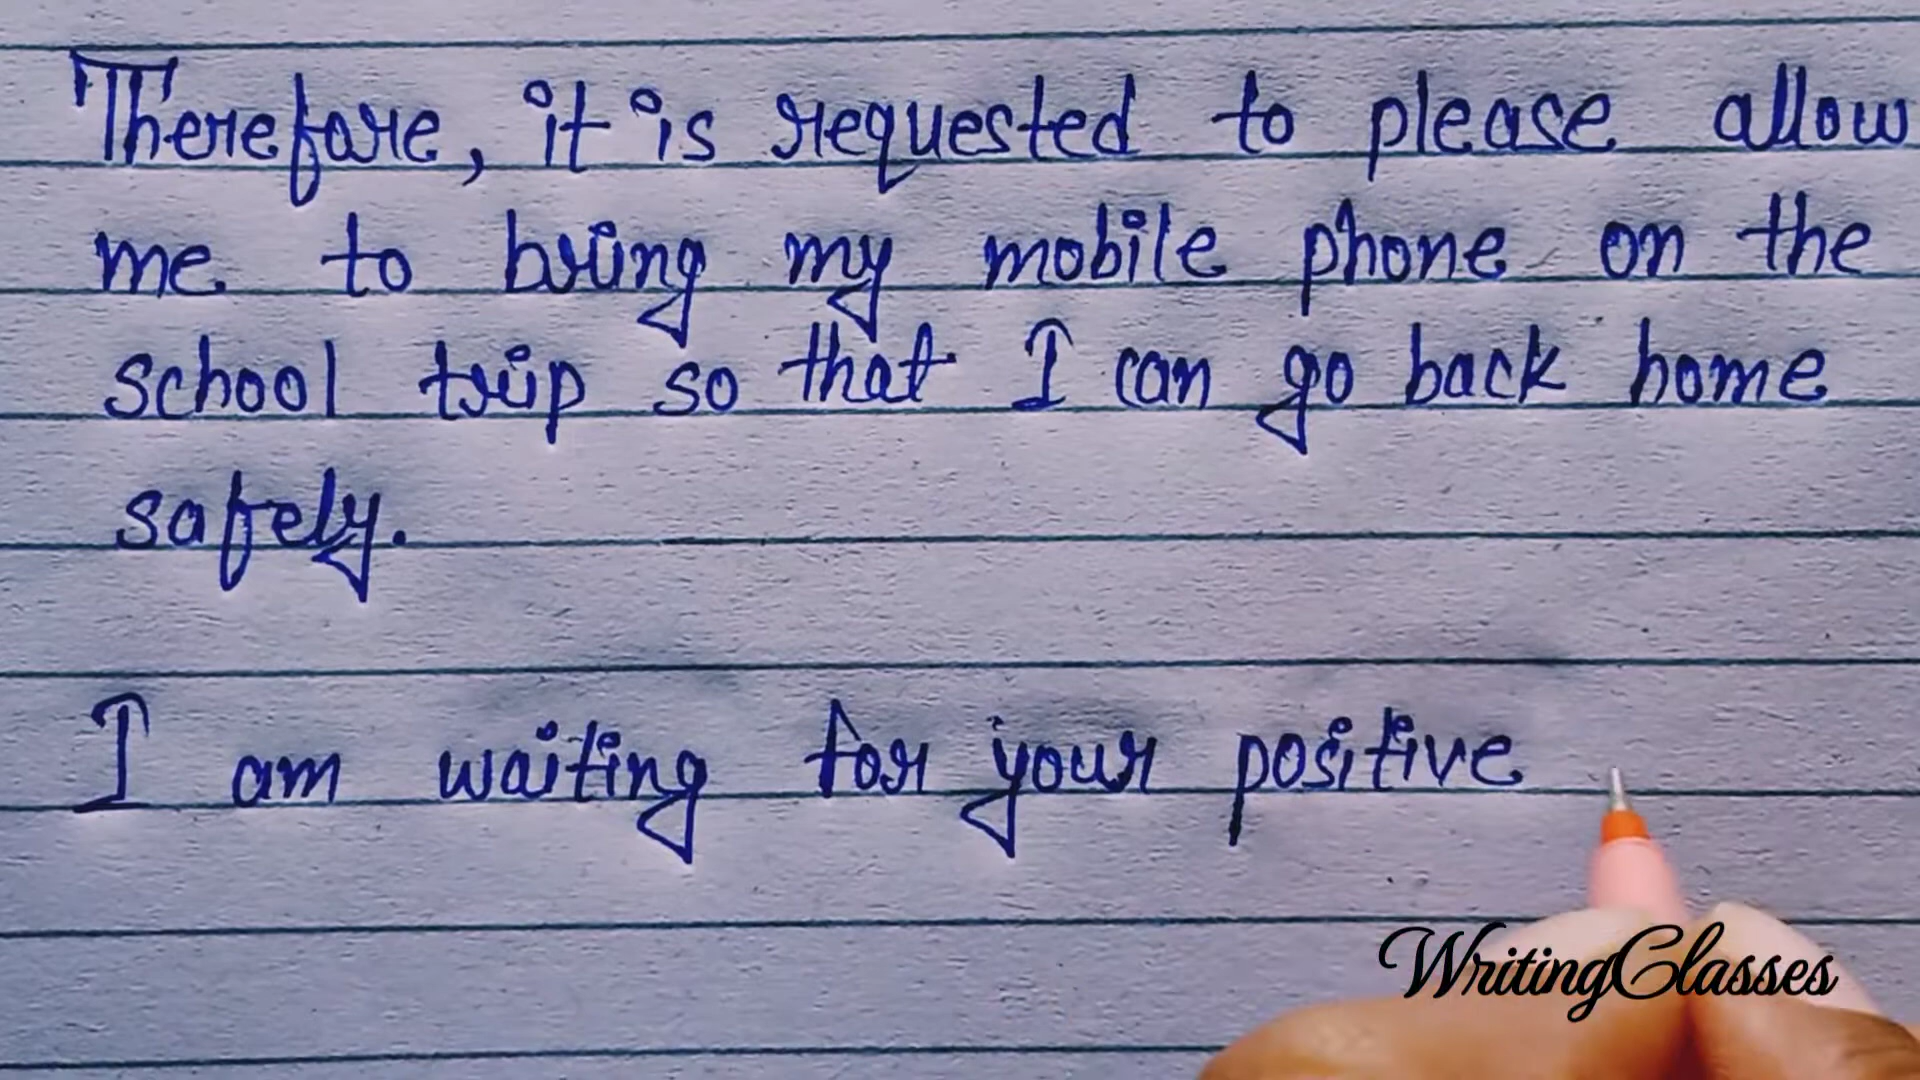 Therefore, it is requested to please allow
me to bring my mobile phone on the
school trip so that I can go back home
safely.
I am waiting for your positive
WritingClasses